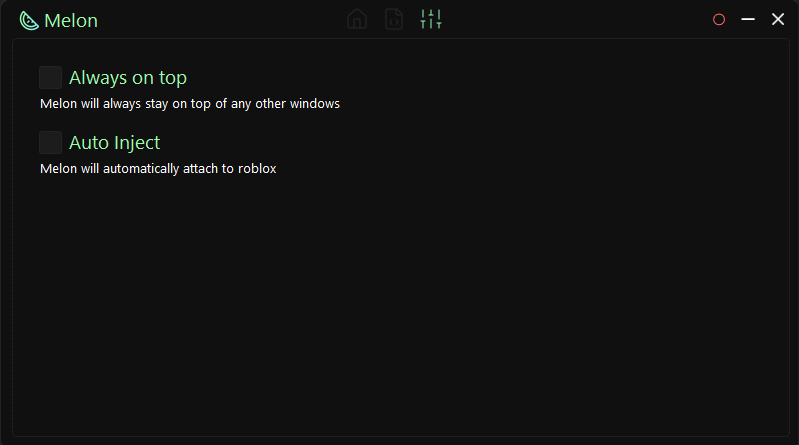 Melon
Always on top
Melon will always stay on top of any other windows
Auto Inject
Melon will automatically attach to roblox